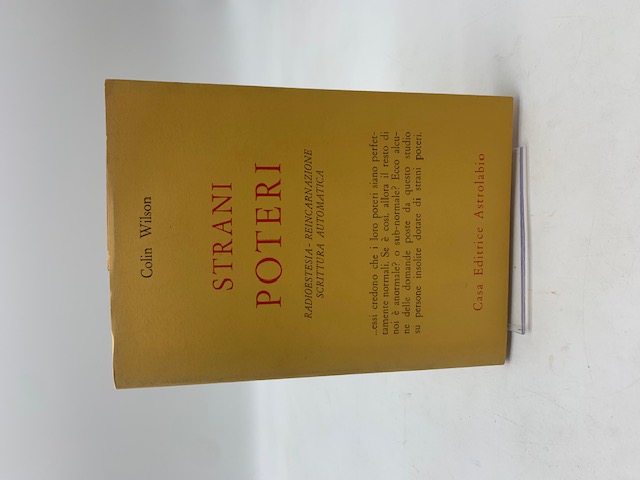 Colin Wilson
STRANI
POTERI
RADIOESTESIA - REINCARNAZIONE
SCRITTURA AUTOMATICA
...essi credono che i loro poteri siano perfet-
tamente normali. Se è così, allora il resto di
noi è anormale? o sub-normale? Ecco alcu-
ne delle domande poste da questo studio
su persone insolite dotate di strani poteri.
Casa Editrice Astrolabio